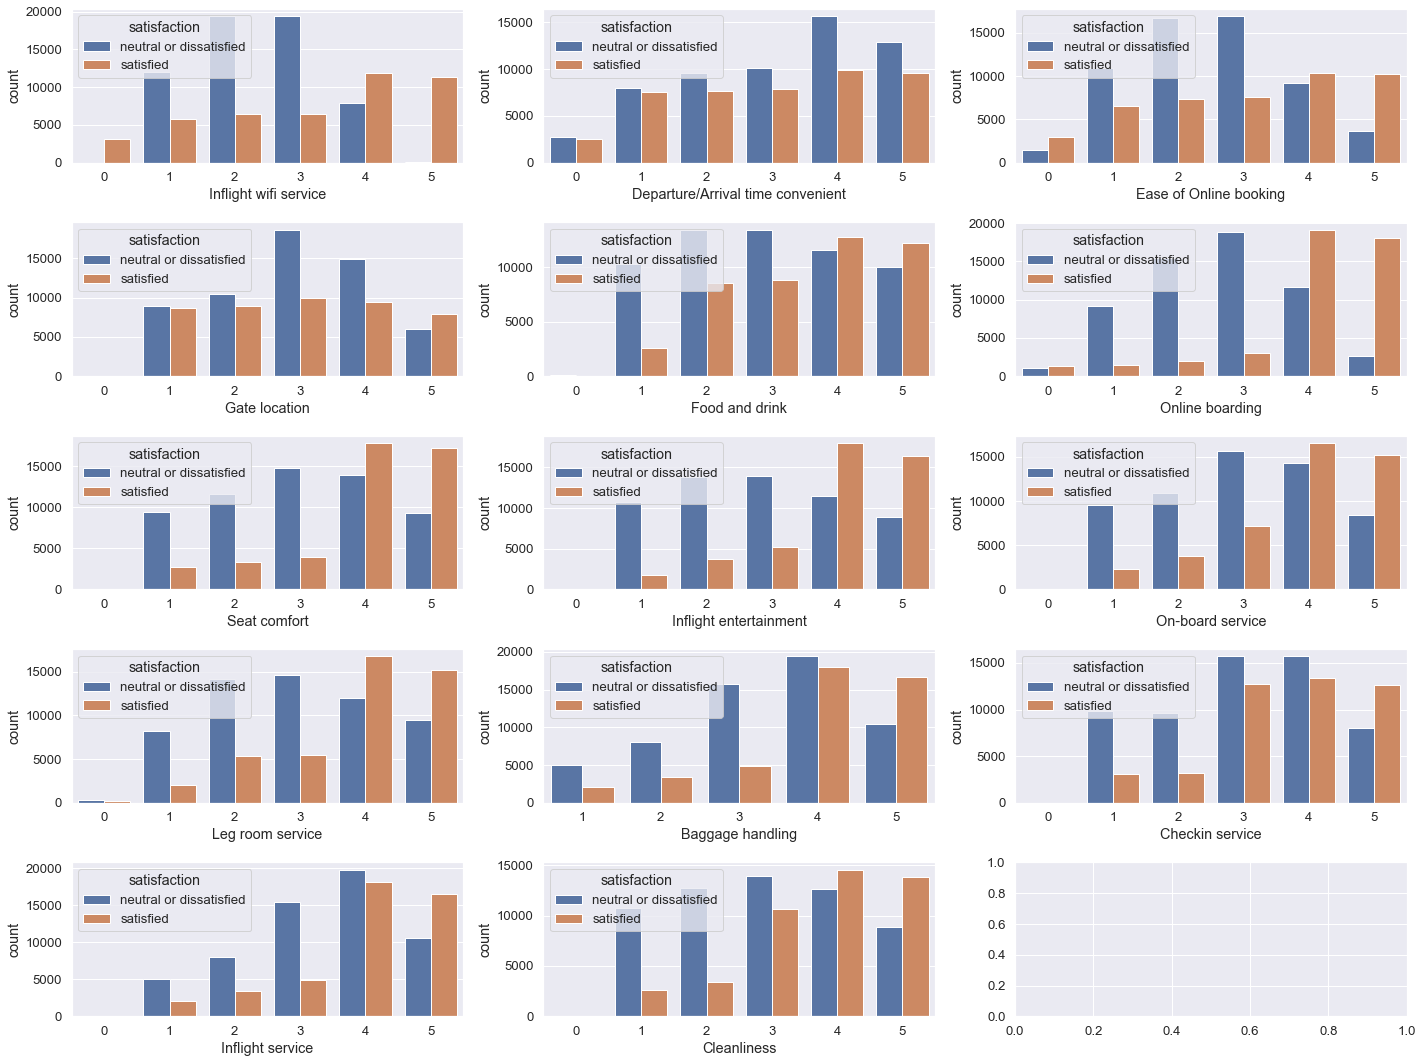 satisfaction
neutral or dissatisfied
satisfied
20000
15000
10000
5000
0
count
0 1 2 3 4 5
Inflight wifi service
satisfaction
neutral or dissatisfied
satisfied
15000
10000
5000
0
count
0 1 2 3 4 5
Departure/Arrival time convenient
satisfaction
neutral or dissatisfied
satisfied
15000
10000
5000
0
count
0 1 2 3 4 5
Ease of Online booking
satisfaction
neutral or dissatisfied
satisfied
15000
10000
5000
0
count
0 1 2 3 4 5
Gate location
satisfaction
neutral or dissatisfied
satisfied
10000
5000
0
count
0 1 2 3 4 5
Food and drink
satisfaction
neutral or dissatisfied
satisfied
20000
15000
10000
5000
0
count
0 1 2 3 4 5
Online boarding
satisfaction
neutral or dissatisfied
satisfied
15000
10000
5000
0
count
0 1 2 3 4 5
Seat comfort
satisfaction
neutral or dissatisfied
satisfied
15000
10000
5000
0
count
0 1 2 3 4 5
Inflight entertainment
satisfaction
neutral or dissatisfied
satisfied
15000
10000
5000
0
count
0 1 2 3 4 5
On-board service
satisfaction
neutral or dissatisfied
satisfied
15000
10000
5000
0
count
0 1 2 3 4 5
Leg room service
satisfaction
neutral or dissatisfied
satisfied
20000
15000
10000
5000
0
count
1 2 3 4 5
Baggage handling
satisfaction
neutral or dissatisfied
satisfied
15000
10000
5000
0
count
0 1 2 3 4 5
Checkin service
satisfaction
neutral or dissatisfied
satisfied
20000
15000
10000
5000
0
count
0 1 2 3 4 5
Inflight service
satisfaction
neutral or dissatisfied
satisfied
15000
10000
5000
0
count
0 1 2 3 4 5
Cleanliness
1.0
0.8
0.6
0.4
0.2
0.0
0.0 0.2 0.4 0.6 0.8 1.0